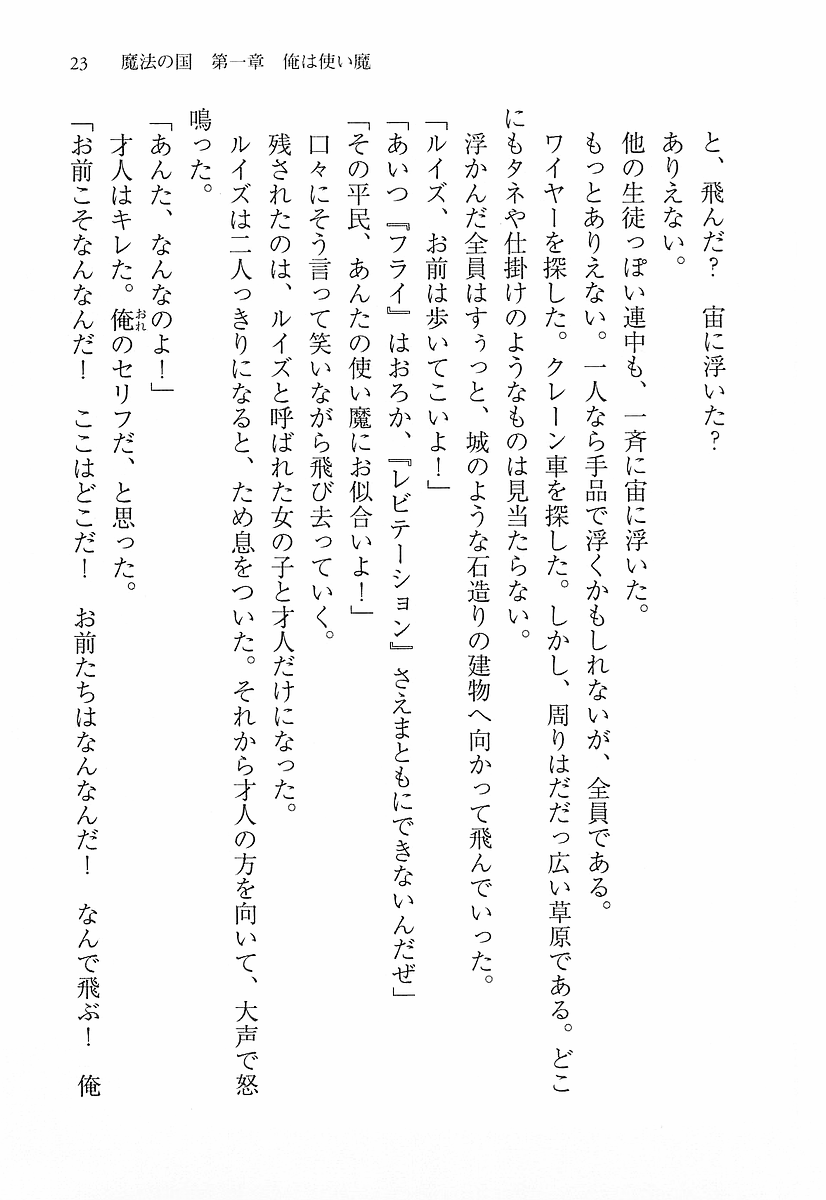 23　魔法の国　第一章　俺は使い魔
と、飛んだ？　宙に浮いた？
ありえない。
他の生徒っぽい連中も、一斉に宙に浮いた。
もっとありえない。一人なら手品で浮くかもしれないが、全員である。
ワイヤーを探した。クレーン車を探した。しかし、周りはだだっ広い草原である。どこ
にもタネや仕掛けのようなものは見当たらない。
浮かんだ全員はすぅっと、城のような石造りの建物へ向かって飛んでいった。
「ルイズ、お前は歩いてこいよ！」
「あいつ『フライ』はおろか、『レビテーション』さえまともにできないんだぜ」
「その平民、あんたの使い魔にお似合いよ！」
口々にそう言って笑いながら飛び去っていく。
残されたのは、ルイズと呼ばれた女の子と才人だけになった。
ルイズは二人っきりになると、ため息をついた。それから才人の方を向いて、大声で怒
鳴った。
「あんた、なんなのよ！」
才人はキレた。俺おれのセリフだ、と思った。
「お前こそなんなんだ！　ここはどこだ！　お前たちはなんなんだ！　なんで飛ぶ！　俺